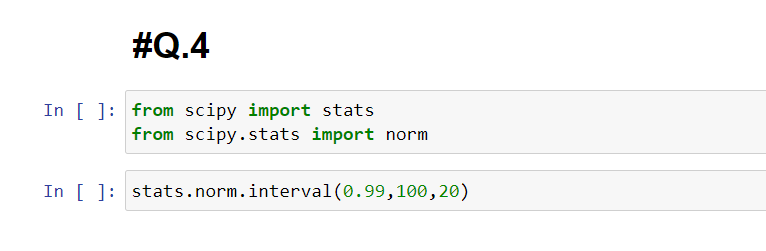 #Q.4
In [ ]: from scipy import stats
from scipy.stats import norm
In [ ]: stats.norm.interval(0.99,100,20)